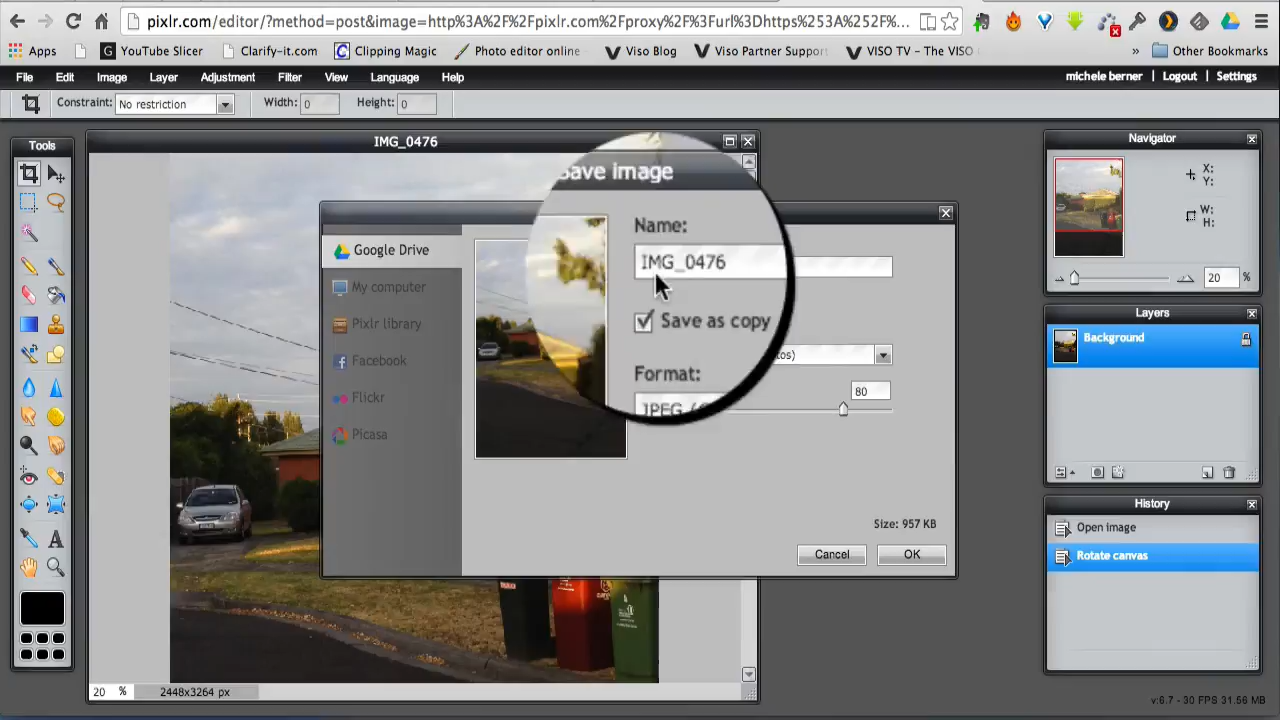 pixlr.com/editor/?method=post&image=http%3A%2F%2Fpixlr.com%2Fproxy%2F%3Furl%3Dhttps%253A%252F%...
Apps YouTube Slicer Clarify-it.com Clipping Magic Photo editor online Viso Blog Viso Partner Support VISO TV - The VISO » Other Bookmarks
File Edit Image Layer Adjustment Filter View Language Help michele berner Logout Settings
Constraint: No restriction Width: 0 Height: 0
Tools
IMG_0476
Navigator
X:
Y:
W:
H:
20 %
Save image
Google Drive
My computer
Pixlr library
Facebook
Flickr
Picasa
Name:
IMG_0476
Save as copy
Format:
JPEG
80
Size: 957 KB
Cancel OK
Layers
Background
History
Open image
Rotate canvas
20 % 2448x3264 px
v:6.7 - 30 FPS 31.56 MB